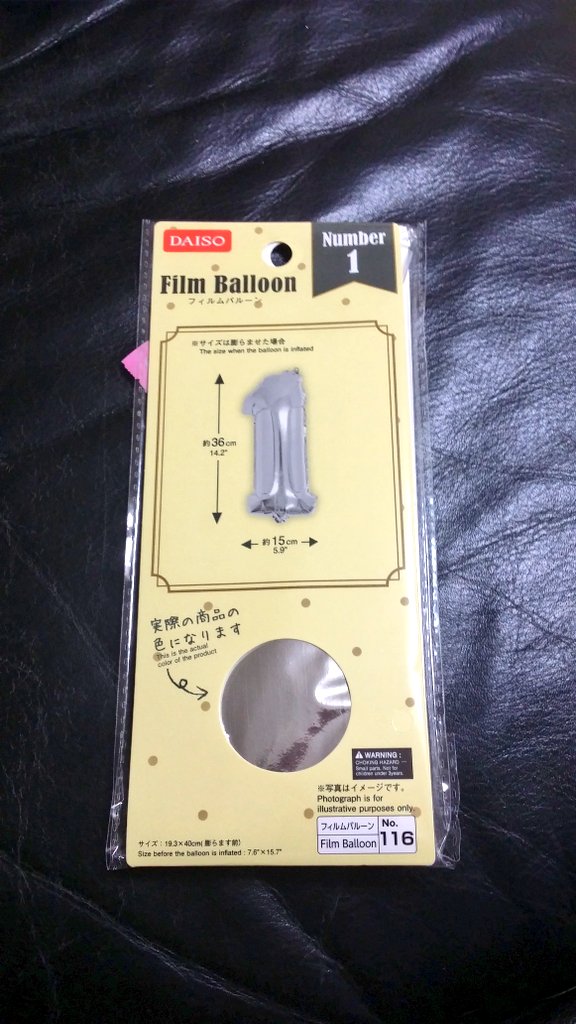 DAISO
Number
1
Film Balloon
フィルムバルーン
※サイズは膨らませた場合
The size when the balloon is inflated
約36cm
14.2"
約15cm
5.9"
実際の商品の
色になります
This is the actual
color of the product
WARNING :
CHOKING HAZARD —
Small parts. Not for
children under 3years.
※写真はイメージです。
Photograph is for
illustrative purposes only.
フィルムバルーン
Film Balloon
No.
116
サイズ : 19.3×40cm(膨らます前)
Size before the balloon is inflated : 7.6"×15.7"